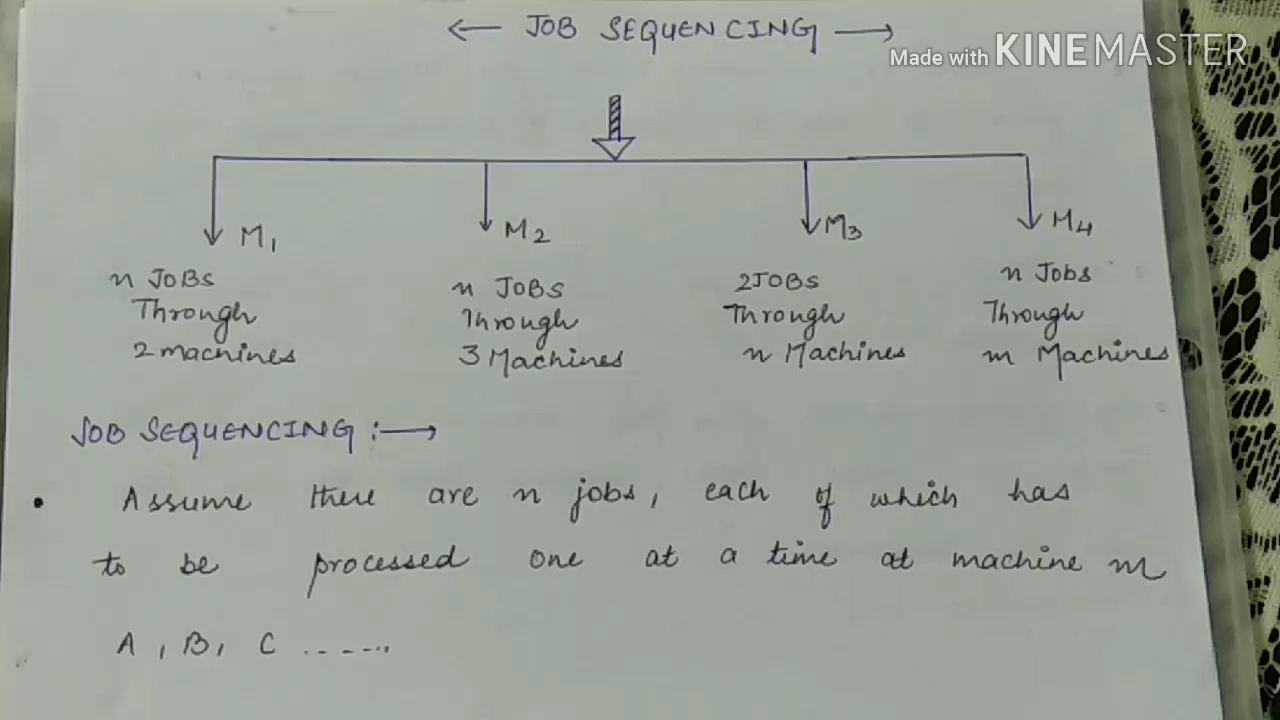 ← JOB SEQUENCING →
Made with KINEMASTER
M1
n JOBS
Through
2 machines
M2
n JOBS
Through
3 Machines
M3
2 JOBS
Through
n Machines
M4
n Jobs
Through
m Machines
JOB SEQUENCING :→
• Assume there are n jobs, each of which has
to be processed one at a time at machine m
A, B, C ......